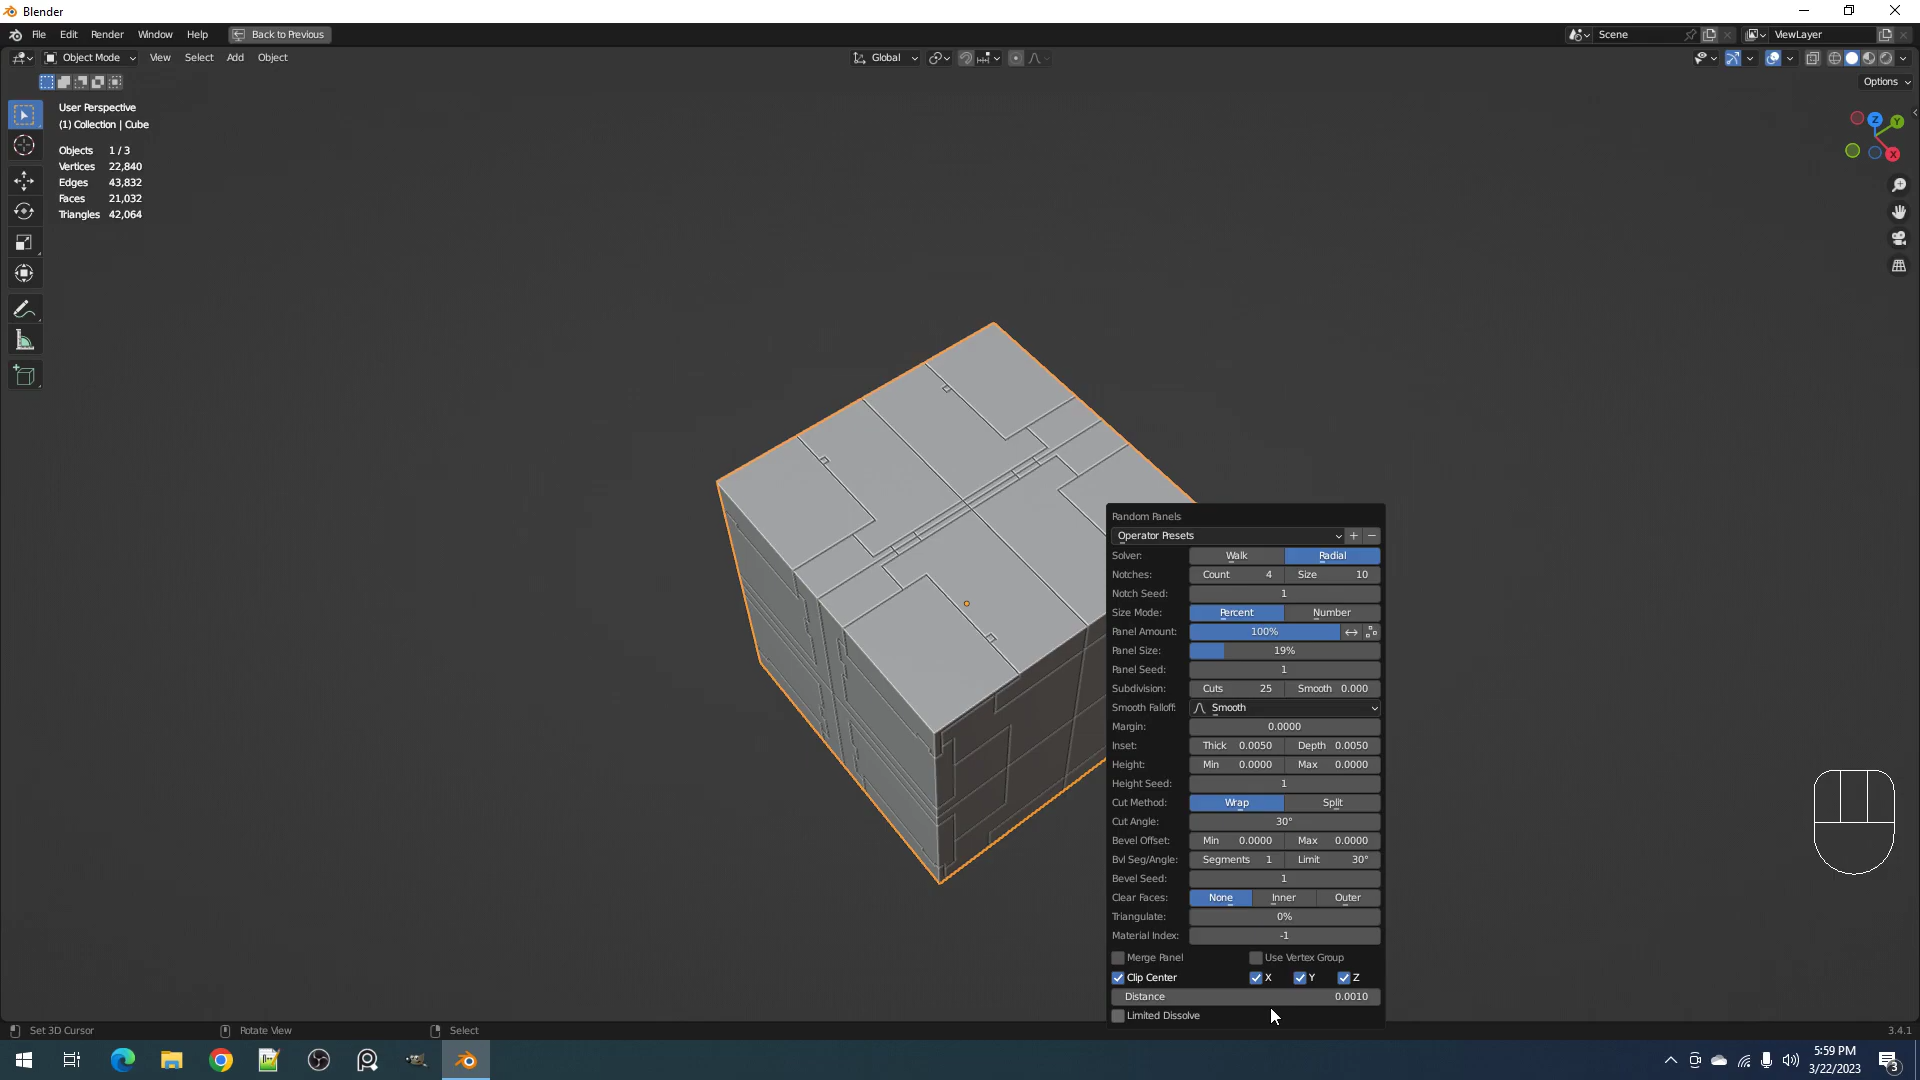 Blender
File Edit Render Window Help Back to Previous Scene ViewLayer
Object Mode View Select Add Object Global
Options
User Perspective
(1) Collection | Cube
Objects 1 / 3
Vertices 22,840
Edges 43,832
Faces 21,032
Triangles 42,064
Z
Y
X
Random Panels
Operator Presets
Solver: Walk Radial
Notches: Count 4 Size 10
Notch Seed: 1
Size Mode: Percent Number
Panel Amount: 100%
Panel Size: 19%
Panel Seed: 1
Subdivision: Cuts 25 Smooth 0.000
Smooth Falloff: Smooth
Margin: 0.0000
Inset: Thick 0.0050 Depth 0.0050
Height: Min 0.0000 Max 0.0000
Height Seed: 1
Cut Method: Wrap Split
Cut Angle: 30°
Bevel Offset: Min 0.0000 Max 0.0000
Bvl Seg/Angle: Segments 1 Limit 30°
Bevel Seed: 1
Clear Faces: None Inner Outer
Triangulate: 0%
Material Index: -1
Merge Panel Use Vertex Group
Clip Center X Y Z
Distance 0.0010
Limited Dissolve
Set 3D Cursor Rotate View Select 3.4.1
5:59 PM
3/22/2023
3